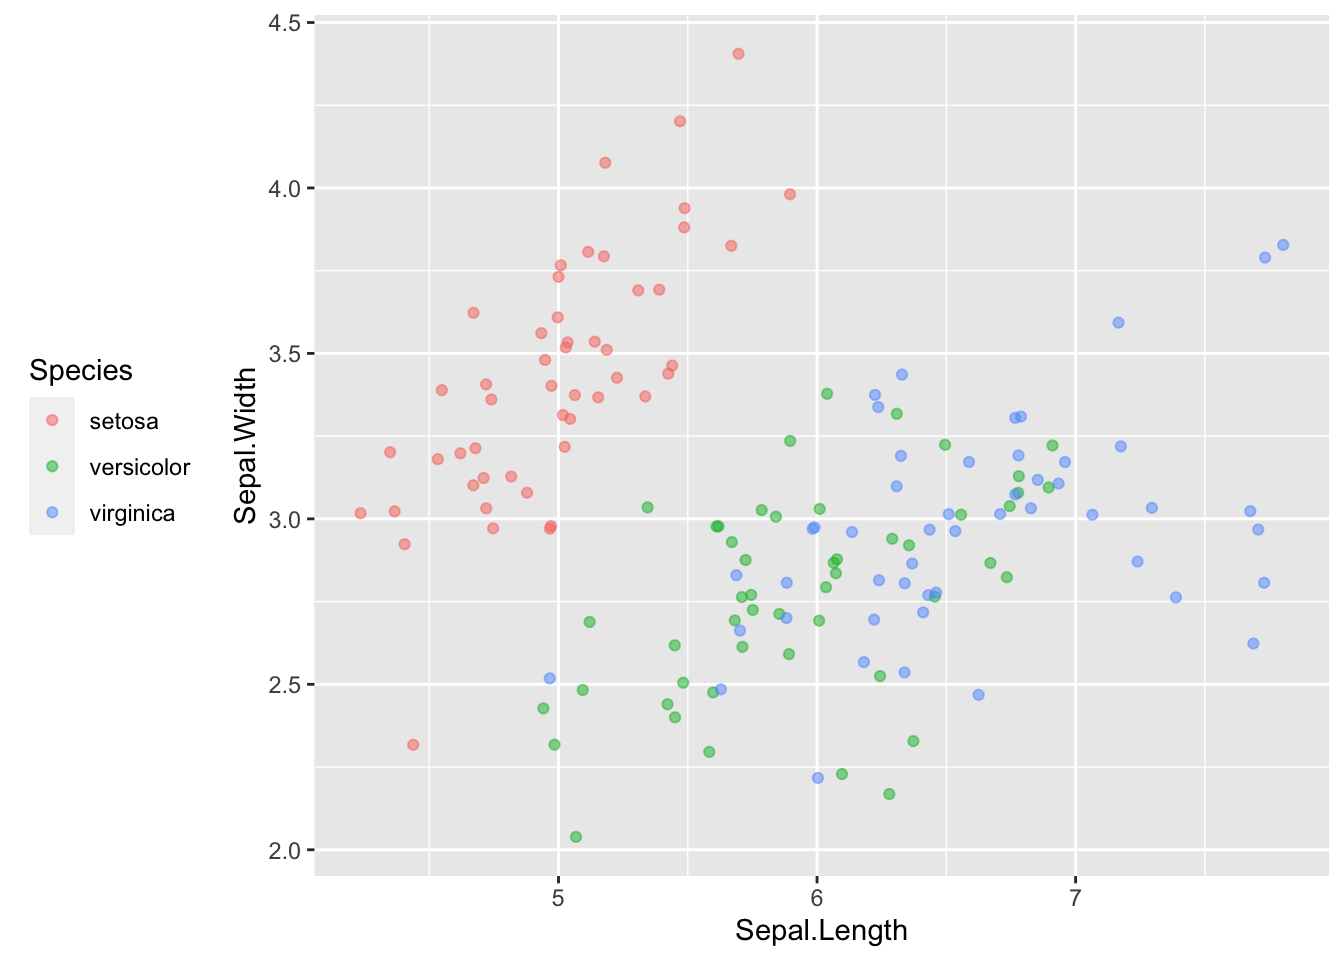 Species
setosa
versicolor
virginica
Sepal.Width
4.5
4.0
3.5
3.0
2.5
2.0
5 6 7
Sepal.Length